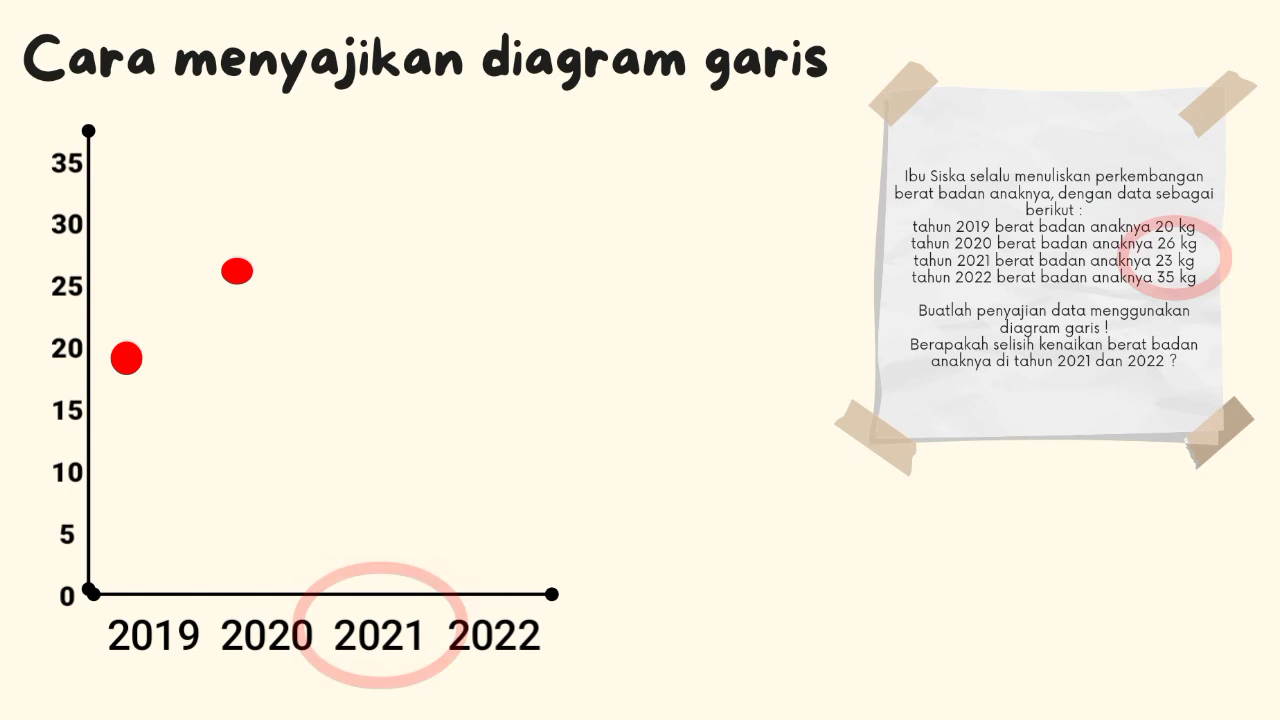 Cara menyajikan diagram garis
35
30
25
20
15
10
5
0
2019 2020 2021 2022
Ibu Siska selalu menuliskan perkembangan
berat badan anaknya, dengan data sebagai
berikut :
tahun 2019 berat badan anaknya 20 kg
tahun 2020 berat badan anaknya 26 kg
tahun 2021 berat badan anaknya 23 kg
tahun 2022 berat badan anaknya 35 kg
Buatlah penyajian data menggunakan
diagram garis !
Berapakah selisih kenaikan berat badan
anaknya di tahun 2021 dan 2022 ?